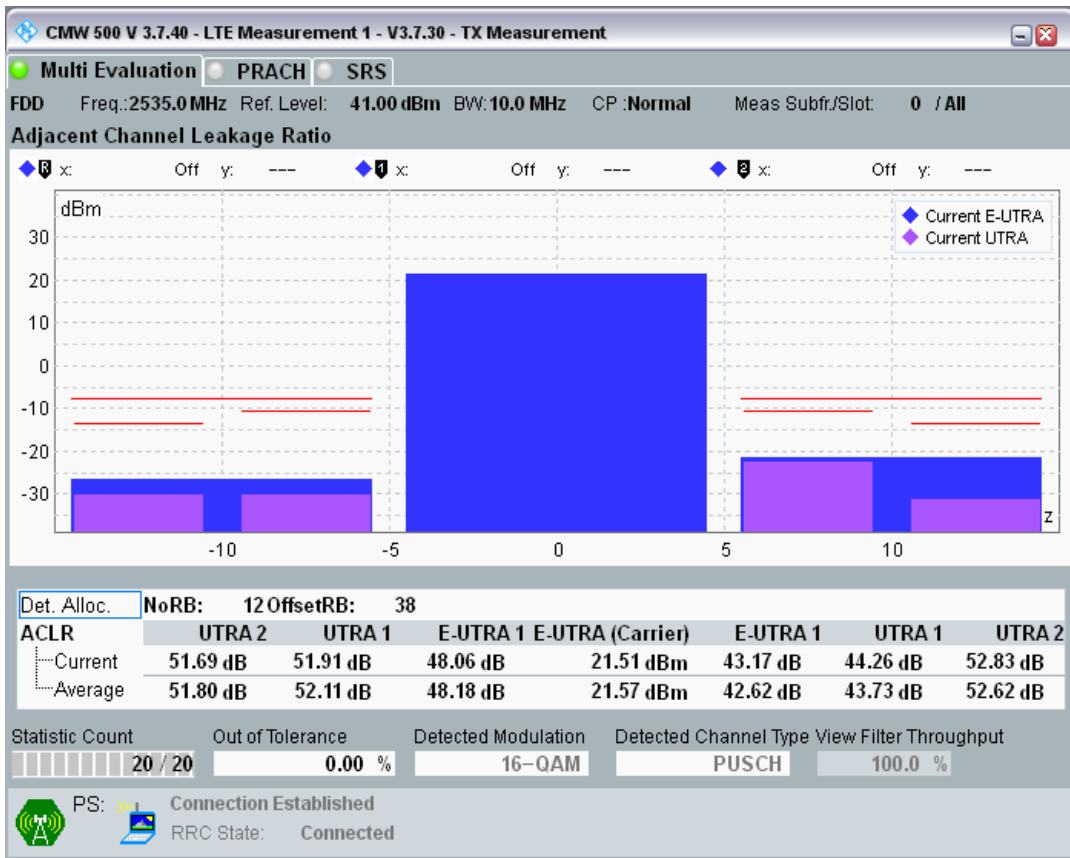 CMW 500 V 3.7.40 - LTE Measurement 1 - V3.7.30 - TX Measurement
Multi Evaluation PRACH SRS
FDD Freq.:2535.0 MHz Ref. Level: 41.00 dBm BW:10.0 MHz CP :Normal Meas Subfr./Slot: 0 / All
Adjacent Channel Leakage Ratio
R x: Off y: --- 1 x: Off y: --- 2 x: Off y: ---
dBm
Current E-UTRA
Current UTRA
30
20
10
0
-10
-20
-30
z
-10 -5 0 5 10
Det. Alloc. NoRB: 12 OffsetRB: 38
ACLR UTRA 2 UTRA 1 E-UTRA 1 E-UTRA (Carrier) E-UTRA 1 UTRA 1 UTRA 2
Current 51.69 dB 51.91 dB 48.06 dB 21.51 dBm 43.17 dB 44.26 dB 52.83 dB
Average 51.80 dB 52.11 dB 48.18 dB 21.57 dBm 42.62 dB 43.73 dB 52.62 dB
Statistic Count Out of Tolerance Detected Modulation Detected Channel Type View Filter Throughput
20 / 20 0.00 % 16-QAM PUSCH 100.0 %
PS: Connection Established
RRC State: Connected